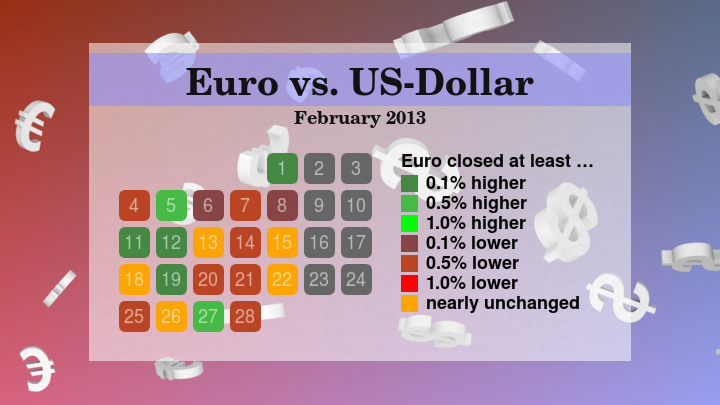 Euro vs. US-Dollar
February 2013
1 2 3
4 5 6 7 8 9 10
11 12 13 14 15 16 17
18 19 20 21 22 23 24
25 26 27 28
Euro closed at least …
0.1% higher
0.5% higher
1.0% higher
0.1% lower
0.5% lower
1.0% lower
nearly unchanged